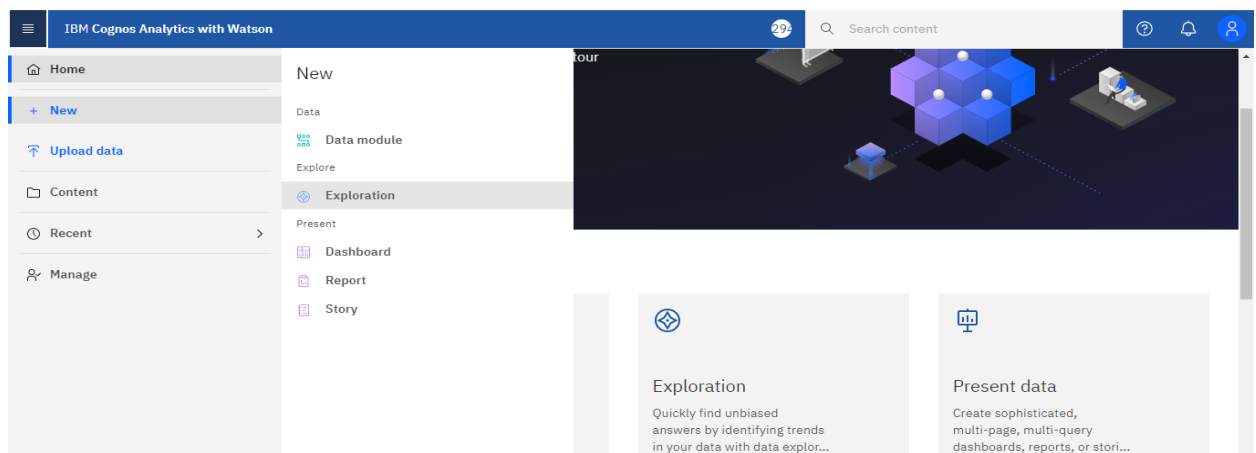 IBM Cognos Analytics with Watson
294
Search content
Home
New
Upload data
Content
Recent
Manage
New
Data
Data module
Explore
Exploration
Present
Dashboard
Report
Story
tour
Exploration
Quickly find unbiased
answers by identifying trends
in your data with data explor...
Present data
Create sophisticated,
multi-page, multi-query
dashboards, reports, or stori...